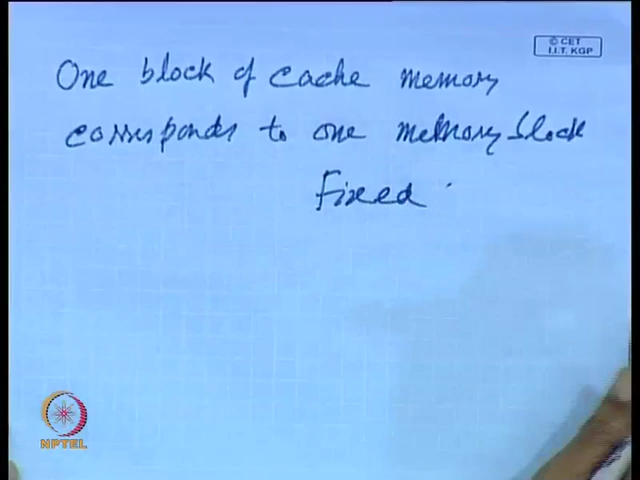 © CET
I.I.T. KGP
One block of cache memory
corresponds to one memory block
fixed
NPTEL